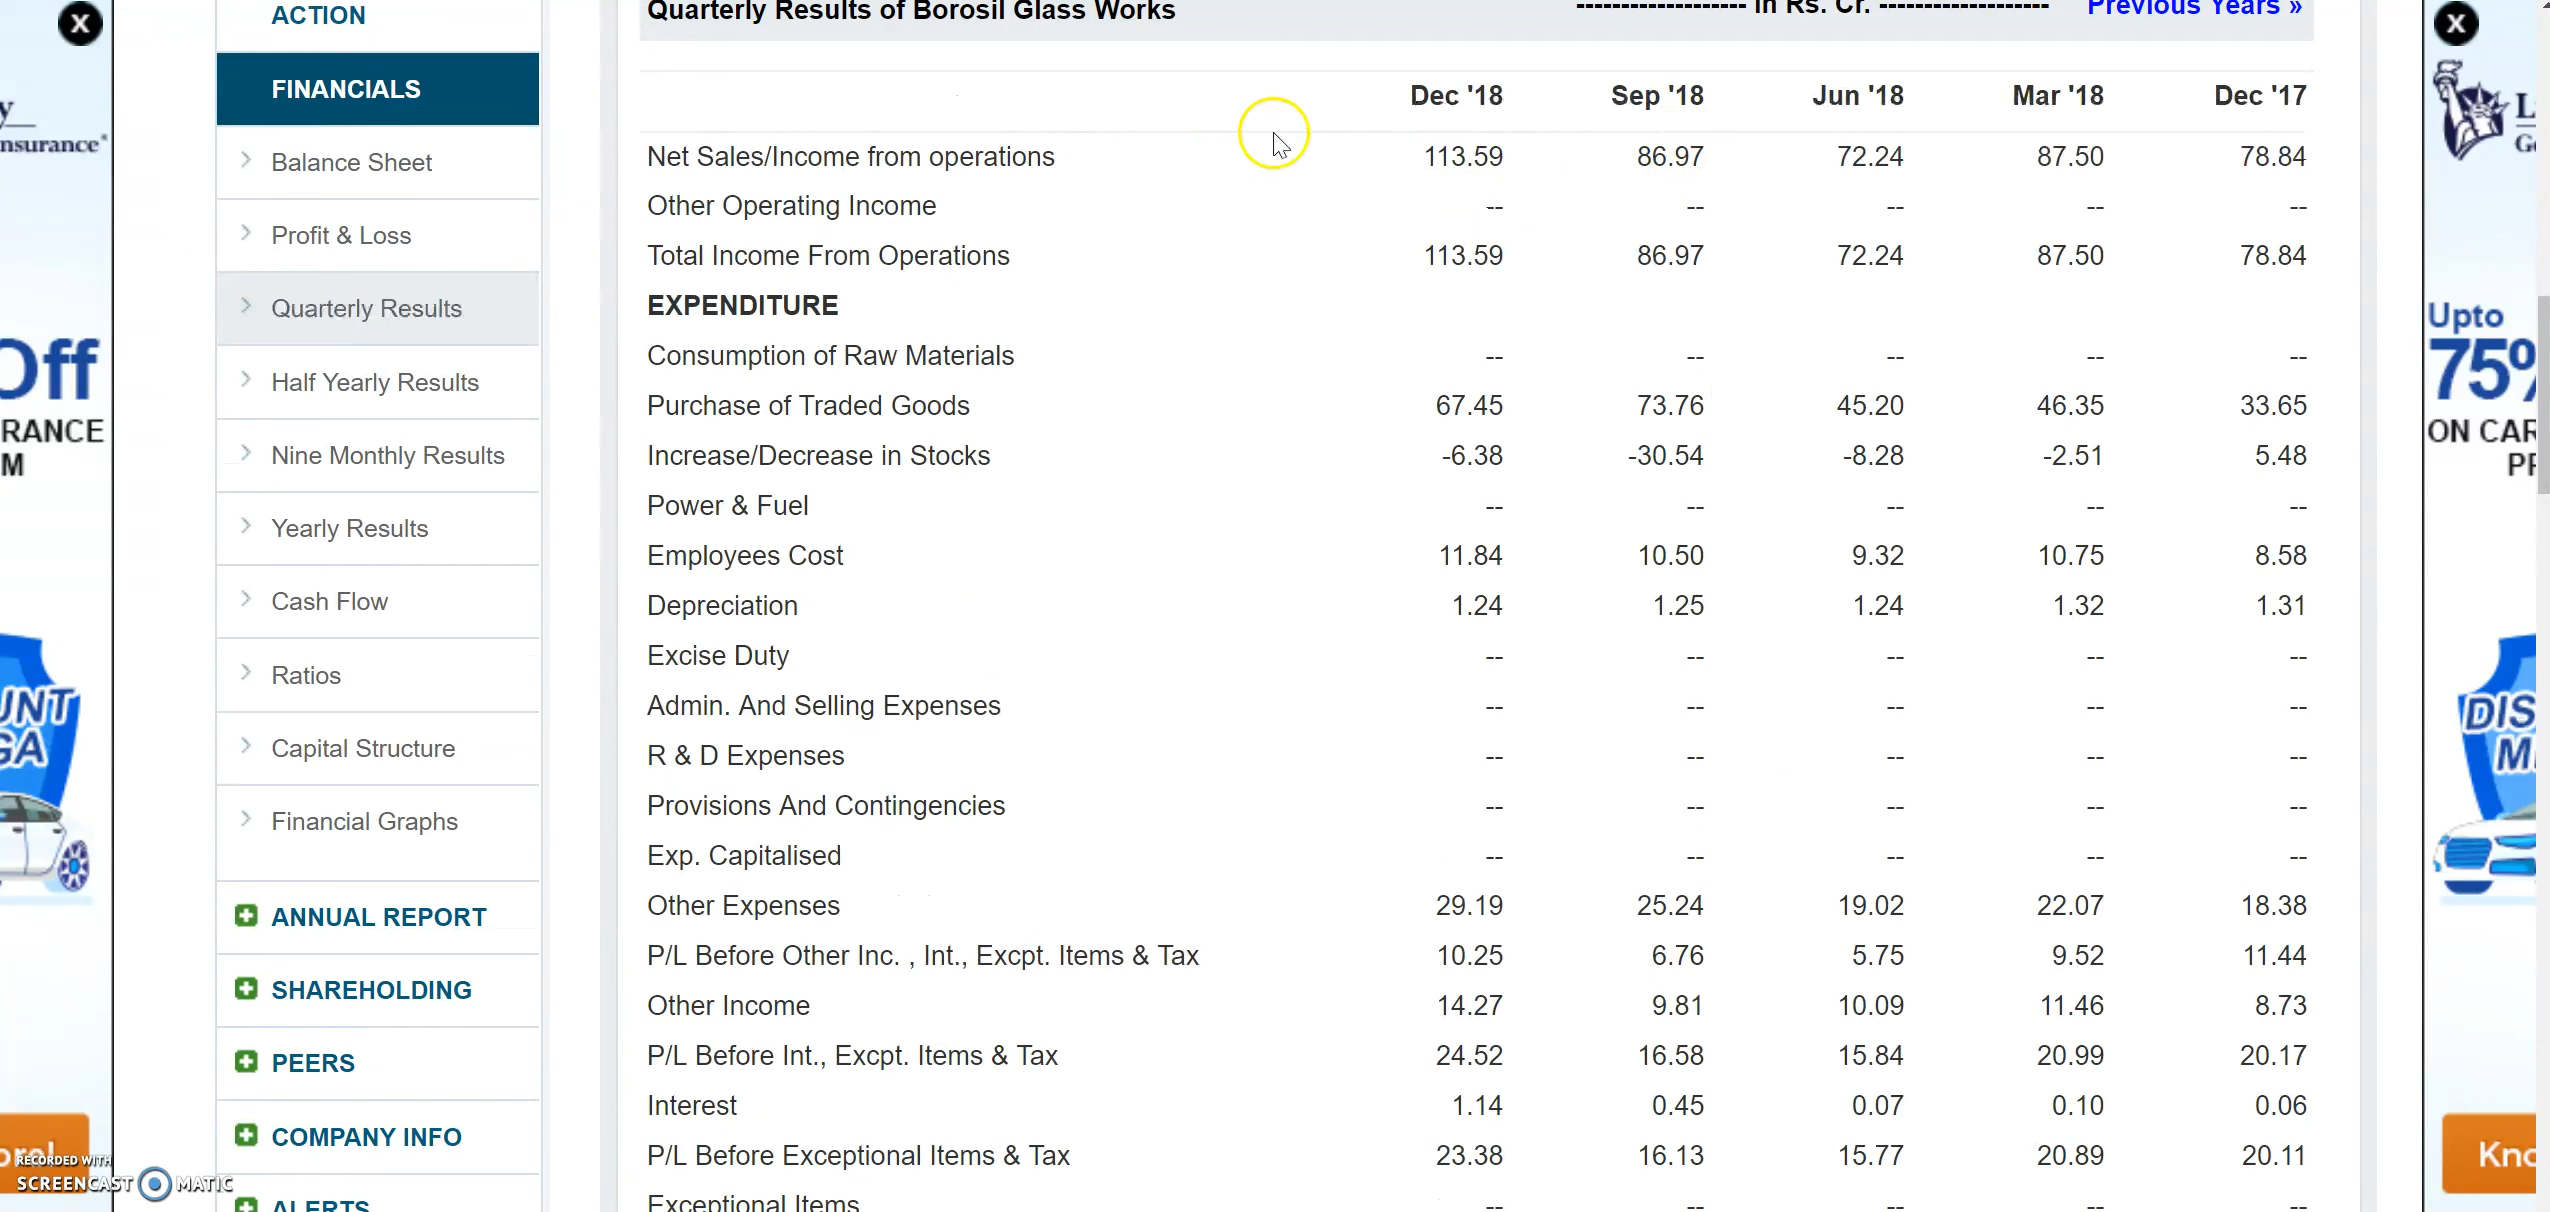 ACTION
FINANCIALS
Balance Sheet
Profit & Loss
Quarterly Results
Half Yearly Results
Nine Monthly Results
Yearly Results
Cash Flow
Ratios
Capital Structure
Financial Graphs
ANNUAL REPORT
SHAREHOLDING
PEERS
COMPANY INFO
ALERTS
Quarterly Results of Borosil Glass Works ------------------- in Rs. Cr. ------------------- Previous Years »
Dec '18 Sep '18 Jun '18 Mar '18 Dec '17
Net Sales/Income from operations 113.59 86.97 72.24 87.50 78.84
Other Operating Income -- -- -- -- --
Total Income From Operations 113.59 86.97 72.24 87.50 78.84
EXPENDITURE
Consumption of Raw Materials -- -- -- -- --
Purchase of Traded Goods 67.45 73.76 45.20 46.35 33.65
Increase/Decrease in Stocks -6.38 -30.54 -8.28 -2.51 5.48
Power & Fuel -- -- -- -- --
Employees Cost 11.84 10.50 9.32 10.75 8.58
Depreciation 1.24 1.25 1.24 1.32 1.31
Excise Duty -- -- -- -- --
Admin. And Selling Expenses -- -- -- -- --
R & D Expenses -- -- -- -- --
Provisions And Contingencies -- -- -- -- --
Exp. Capitalised -- -- -- -- --
Other Expenses 29.19 25.24 19.02 22.07 18.38
P/L Before Other Inc. , Int., Excpt. Items & Tax 10.25 6.76 5.75 9.52 11.44
Other Income 14.27 9.81 10.09 11.46 8.73
P/L Before Int., Excpt. Items & Tax 24.52 16.58 15.84 20.99 20.17
Interest 1.14 0.45 0.07 0.10 0.06
P/L Before Exceptional Items & Tax 23.38 16.13 15.77 20.89 20.11
Exceptional Items -- -- -- -- --
X
nsurance
Off
RANCE
M
UNT
GA
RECORDED WITH
SCREENCAST MATIC
X
L
Upto
75%
ON CAR
DIS
M
Kno